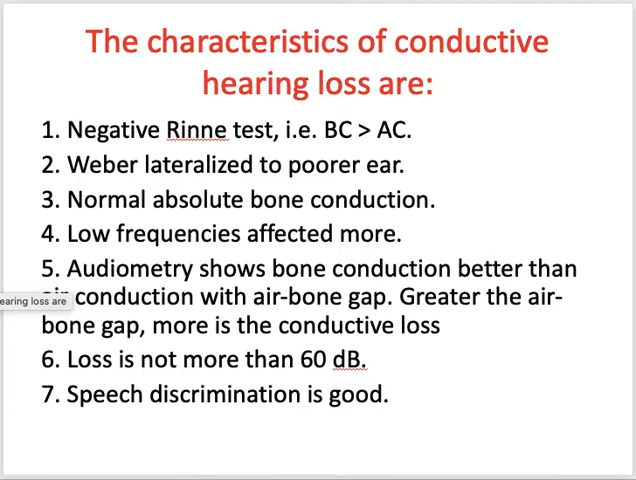 The characteristics of conductive
hearing loss are:
1. Negative Rinne test, i.e. BC > AC.
2. Weber lateralized to poorer ear.
3. Normal absolute bone conduction.
4. Low frequencies affected more.
5. Audiometry shows bone conduction better than
air conduction with air-bone gap. Greater the air-
earing loss are
bone gap, more is the conductive loss
6. Loss is not more than 60 dB.
7. Speech discrimination is good.